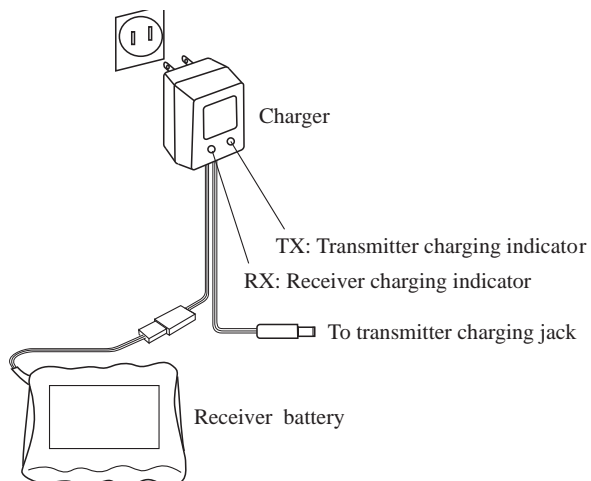 Charger
TX: Transmitter charging indicator
RX: Receiver charging indicator
To transmitter charging jack
Receiver battery